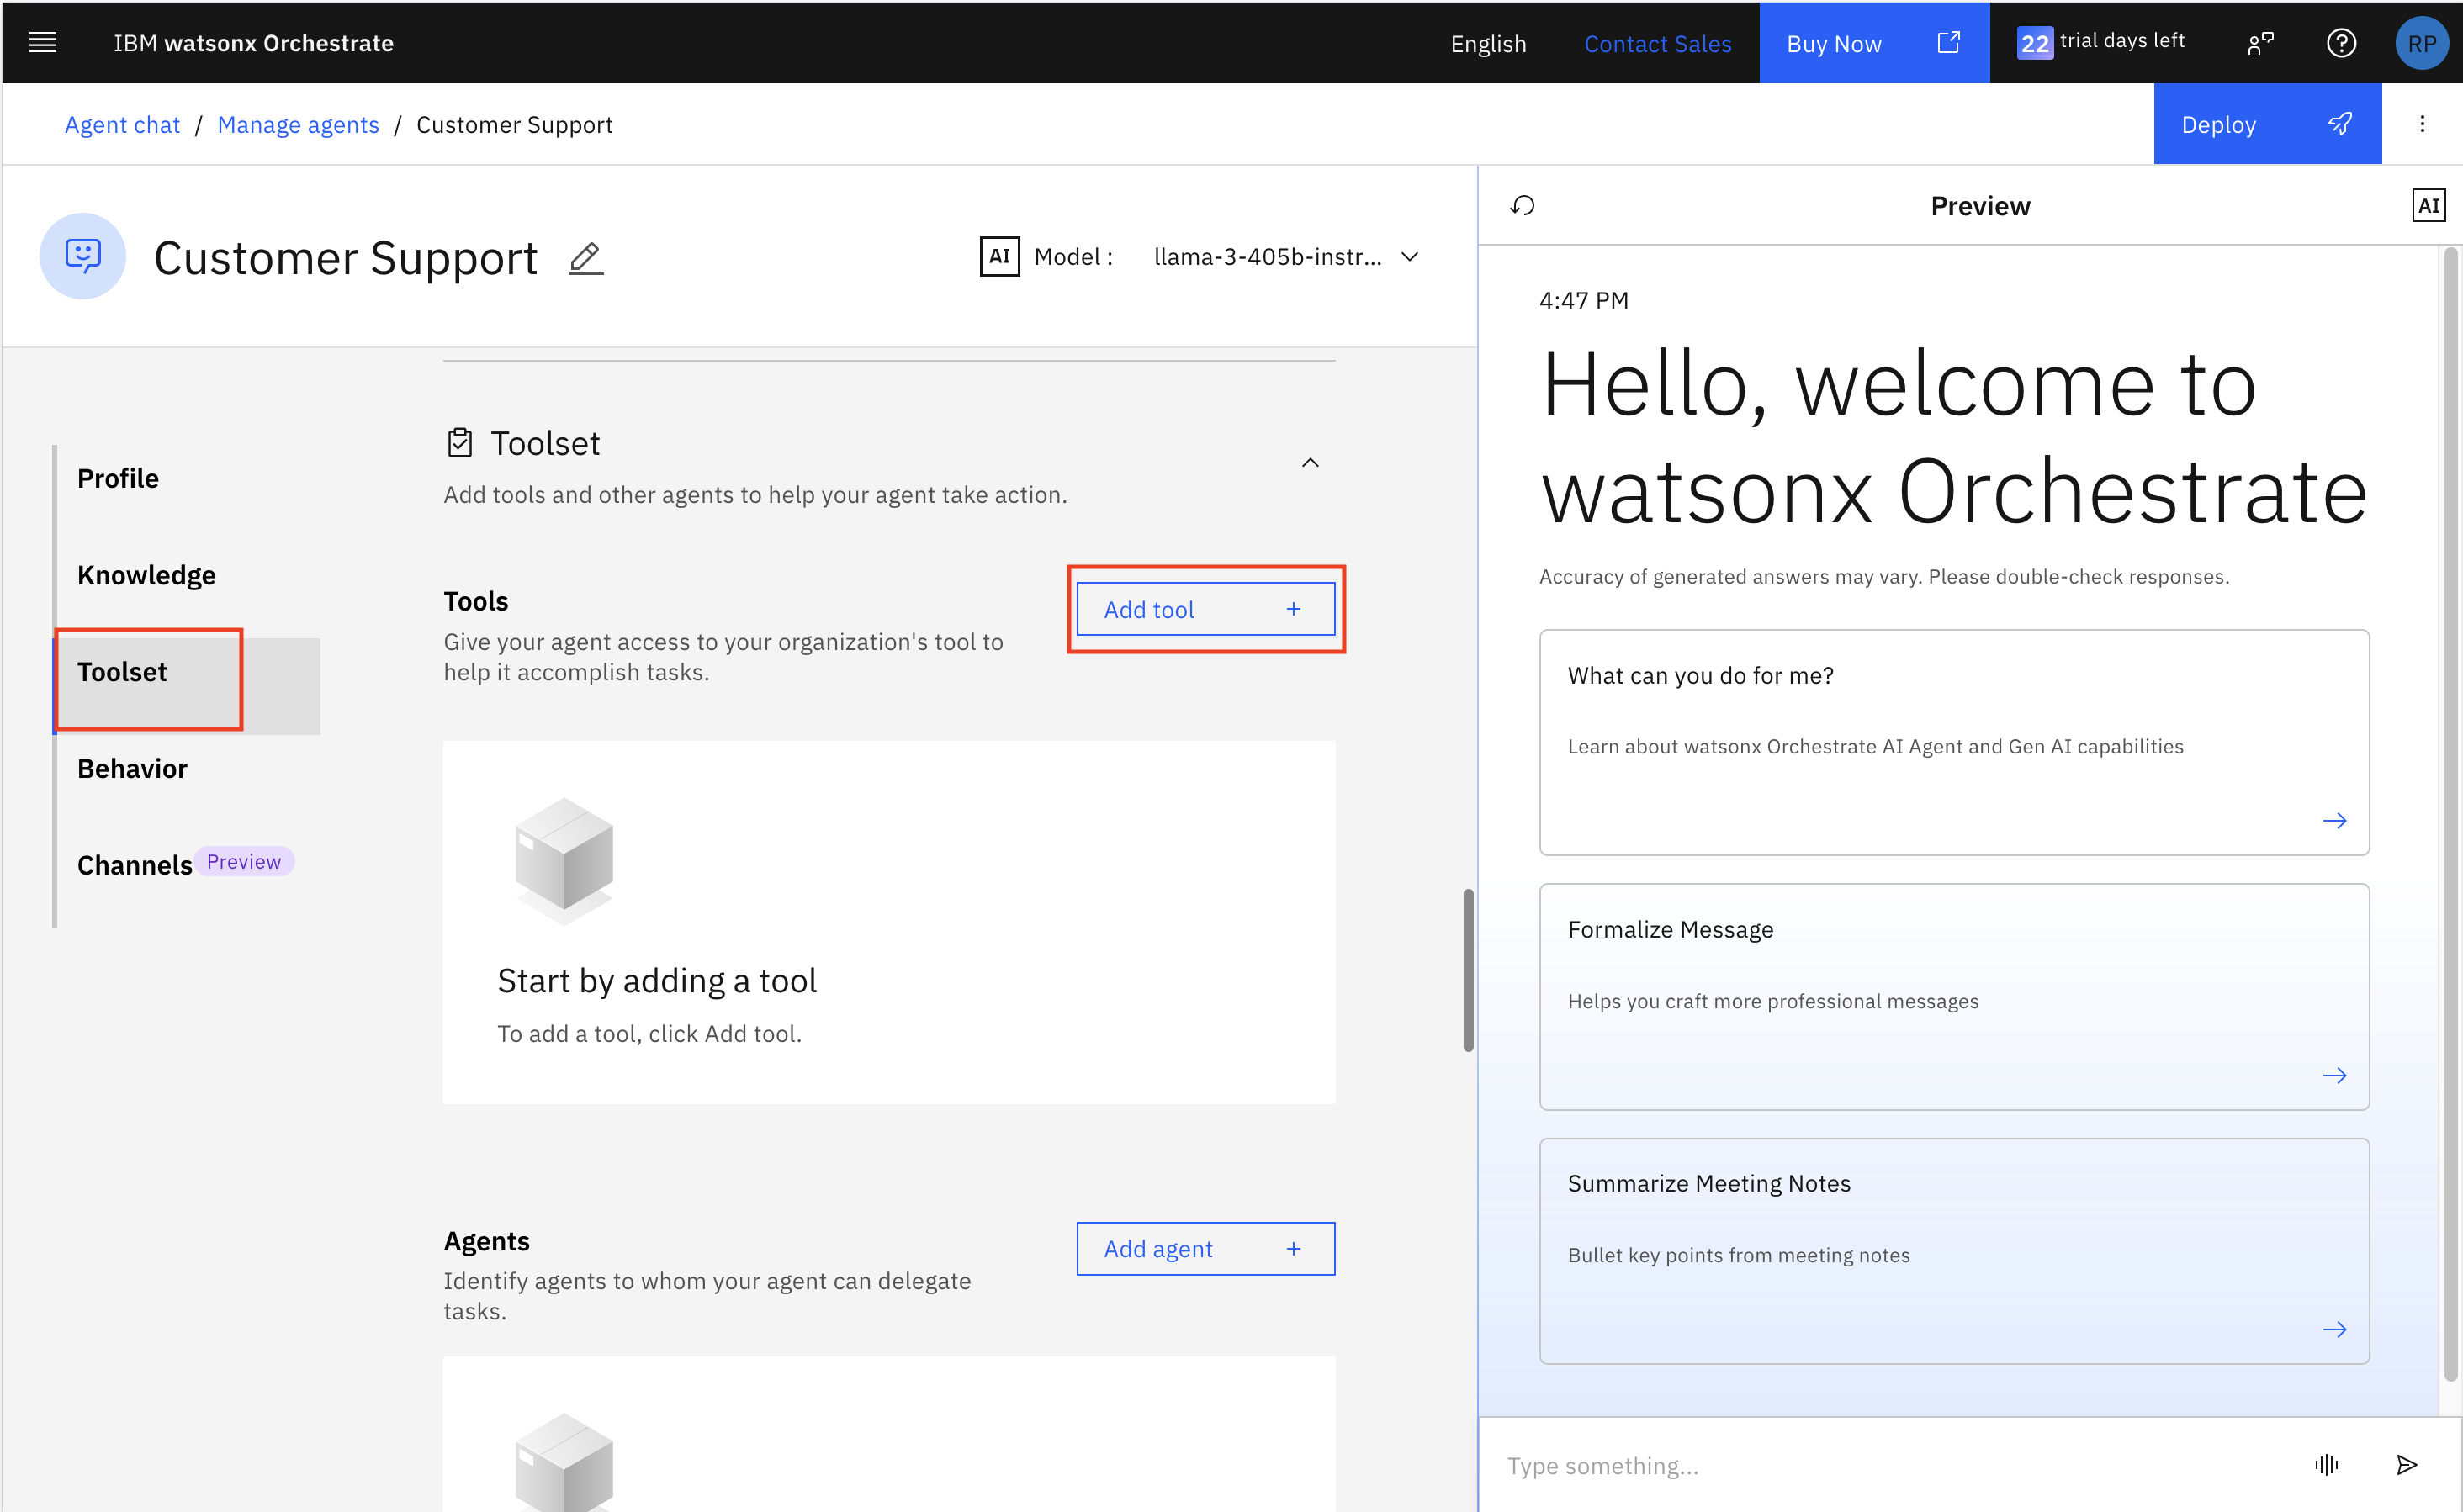 IBM watsonx Orchestrate
English
Contact Sales
Buy Now
22 trial days left
RP
Agent chat / Manage agents / Customer Support
Deploy
Customer Support
AI Model : llama-3-405b-instr...
Profile
Knowledge
Toolset
Behavior
Channels Preview
Toolset
Add tools and other agents to help your agent take action.
Tools
Give your agent access to your organization's tool to
help it accomplish tasks.
Add tool +
Start by adding a tool
To add a tool, click Add tool.
Agents
Identify agents to whom your agent can delegate
tasks.
Add agent +
Preview
AI
4:47 PM
Hello, welcome to
watsonx Orchestrate
Accuracy of generated answers may vary. Please double-check responses.
What can you do for me?
Learn about watsonx Orchestrate AI Agent and Gen AI capabilities
Formalize Message
Helps you craft more professional messages
Summarize Meeting Notes
Bullet key points from meeting notes
Type something...